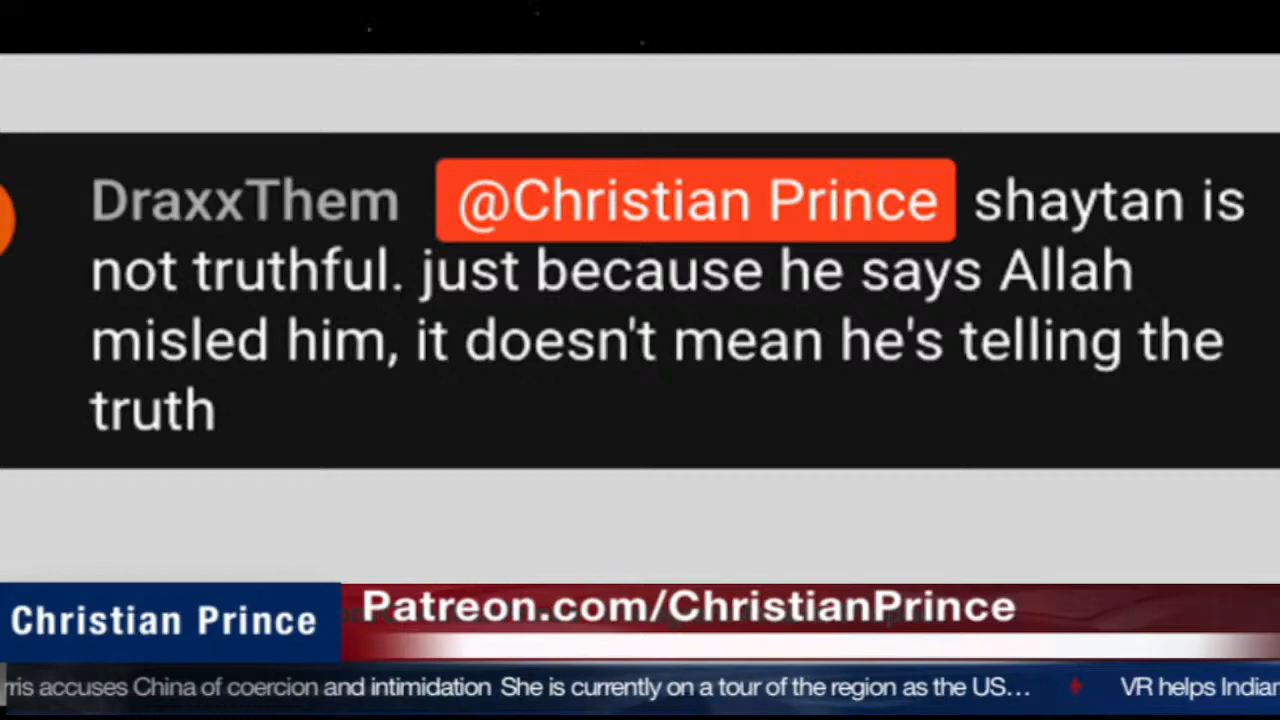 DraxxThem @Christian Prince shaytan is
not truthful. just because he says Allah
misled him, it doesn't mean he's telling the
truth
Christian Prince
Patreon.com/ChristianPrince
rris accuses China of coercion and intimidation She is currently on a tour of the region as the US... VR helps Indian